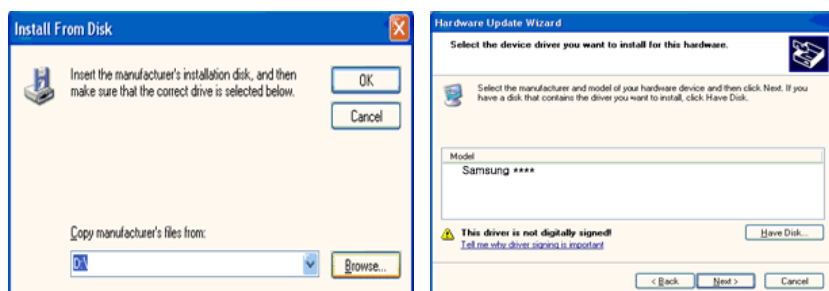 Install From Disk
Insert the manufacturer's installation disk, and then
make sure that the correct drive is selected below.
OK
Cancel
Copy manufacturer's files from:
D:\
Browse...
Hardware Update Wizard
Select the device driver you want to install for this hardware.
Select the manufacturer and model of your hardware device and then click Next. If you
have a disk that contains the driver you want to install, click Have Disk.
Model
Samsung ****
This driver is not digitally signed!
Tell me why driver signing is important
Have Disk...
< Back
Next >
Cancel